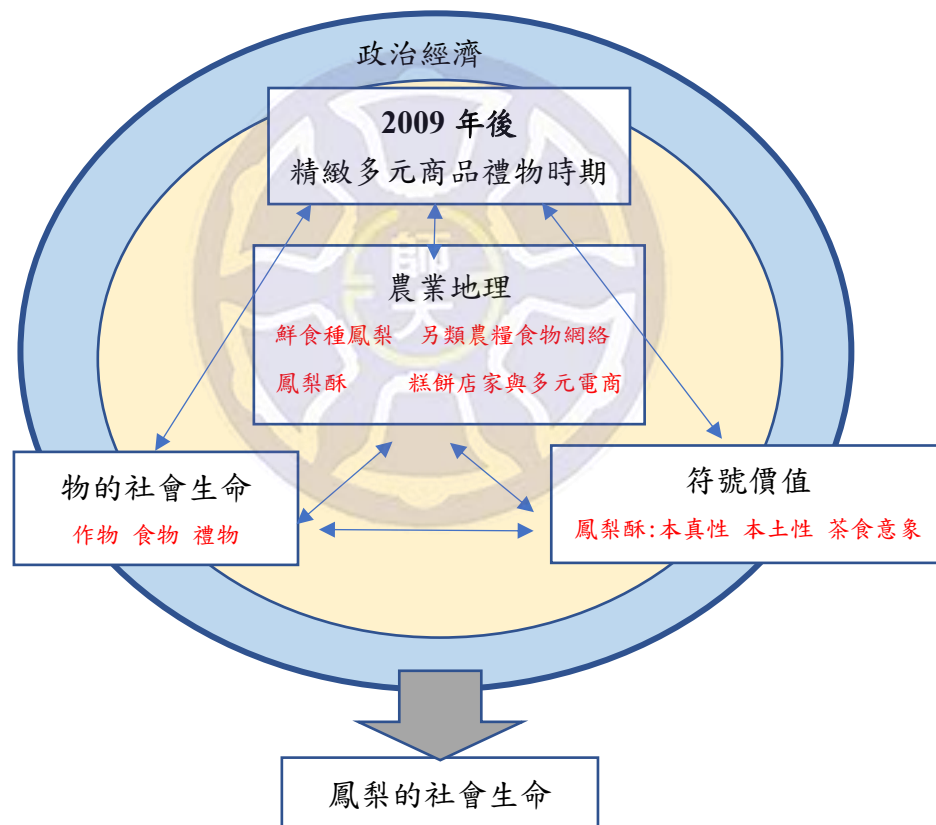 政治經濟
2009 年後
精緻多元商品禮物時期
師大
農業地理
鮮食種鳳梨 另類農糧食物網絡
鳳梨酥 糕餅店家與多元電商
物的社會生命
作物 食物 禮物
符號價值
鳳梨酥:本真性 本土性 茶食意象
鳳梨的社會生命